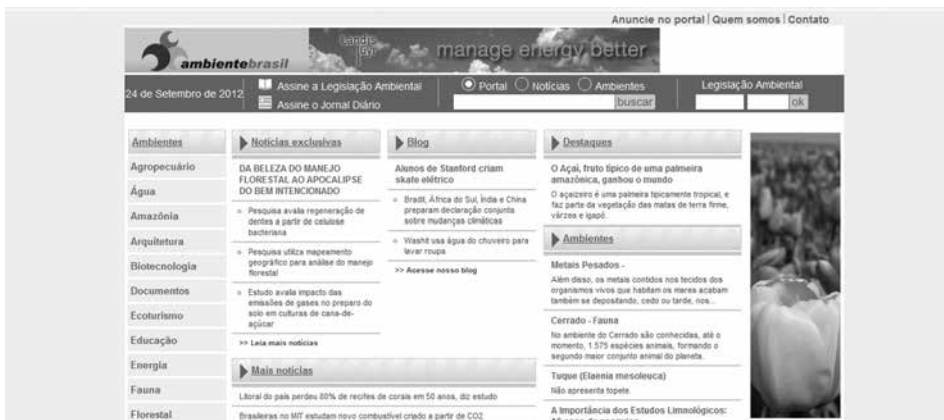 Anuncie no portal | Quem somos | Contato
ambientebrasil
Landis
Gyr
manage energy better
24 de Setembro de 2012
Assine a Legislação Ambiental
Assine o Jornal Diário
Portal Notícias Ambientes
buscar
Legislação Ambiental
ok
Ambientes
Agropecuário
Água
Amazônia
Arquitetura
Biotecnologia
Documentos
Ecoturismo
Educação
Energia
Fauna
Florestal
Notícias exclusivas
DA BELEZA DO MANEJO
FLORESTAL AO APOCALIPSE
DO BEM INTENCIONADO
Pesquisa avalia regeneração de
dentes a partir de celulose
bacteriana
Pesquisa utiliza mapeamento
geográfico para análise do manejo
florestal
Estudo avalia impacto das
emissões de gases no preparo do
solo em culturas de cana-de-
açúcar
>> Leia mais notícias
Blog
Alunos de Stanford criam
skate elétrico
Brasil, África do Sul, Índia e China
preparam declaração conjunta
sobre mudanças climáticas
Washit usa água do chuveiro para
lavar roupa
>> Acesse nosso blog
Mais notícias
Litoral do país perdeu 80% de recifes de corais em 50 anos, diz estudo
Brasileiras no MIT estudam novo combustível criado a partir de CO2
Destaques
O Açaí, fruto típico de uma palmeira
amazônica, ganhou o mundo
O açaizeiro é uma palmeira tipicamente tropical, e
faz parte da vegetação das matas de terra firme,
várzea e igapó.
Ambientes
Metais Pesados -
Além disso, os metais contidos nos tecidos dos
organismos vivos que habitam os mares acabam
também se depositando, cedo ou tarde, nos...
Cerrado - Fauna
No ambiente do Cerrado são conhecidas, até o
momento, 1.575 espécies animais, formando o
segundo maior conjunto animal do planeta.
Tuque (Elaenia mesoleuca)
Não apresenta topete.
A Importância dos Estudos Limnológicos: